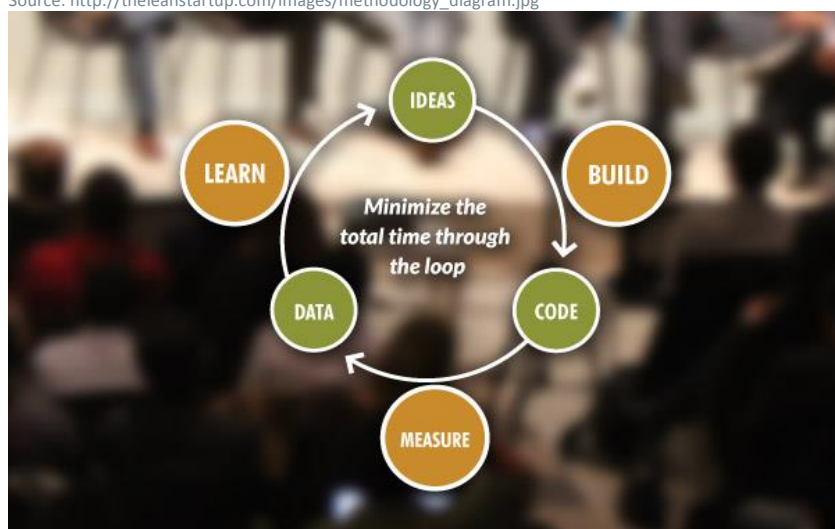 Source: http://theleanstartup.com/images/methodology_diagram.jpg
IDEAS
LEARN
BUILD
Minimize the
total time through
the loop
DATA
CODE
MEASURE